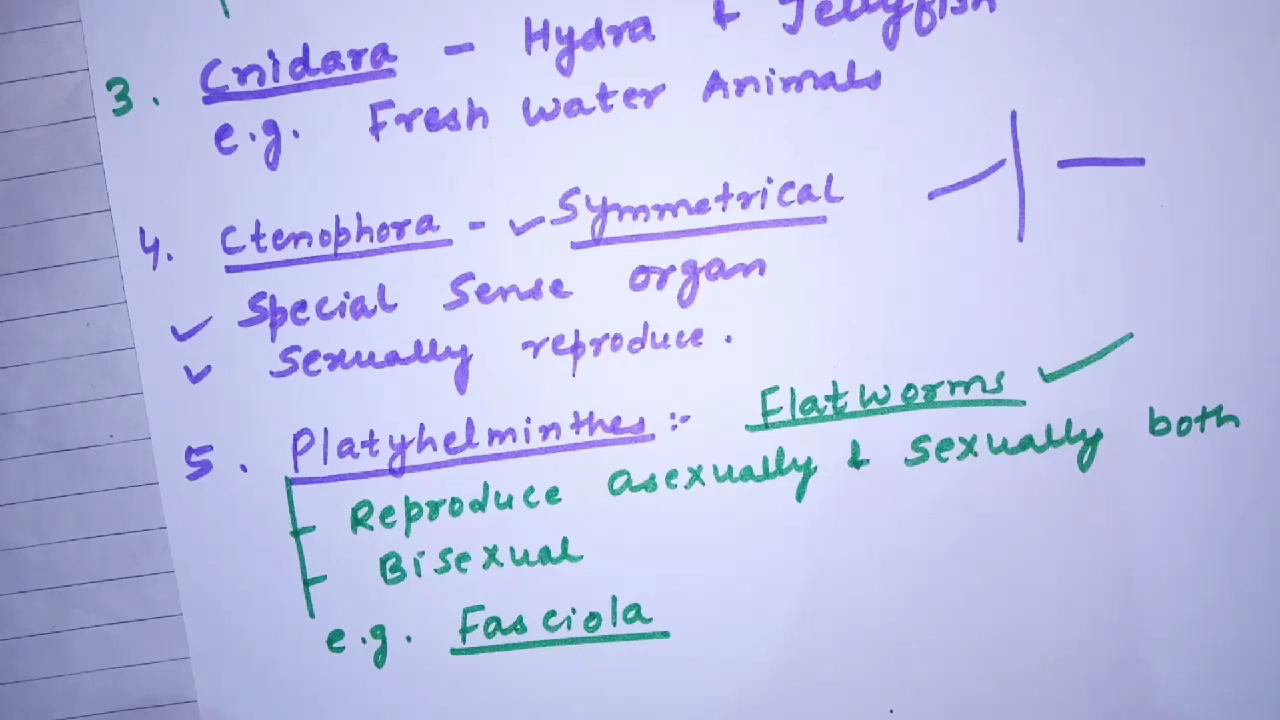 3. Cnidara - Hydra & Jellyfish
e.g. Fresh water Animals
4. Ctenophora - ✓ Symmetrical
✓ Special Sense organ
✓ Sexually reproduce.
5. Platyhelminthes :- Flatworms ✓
Reproduce asexually & sexually both
Bisexual
e.g. Fasciola